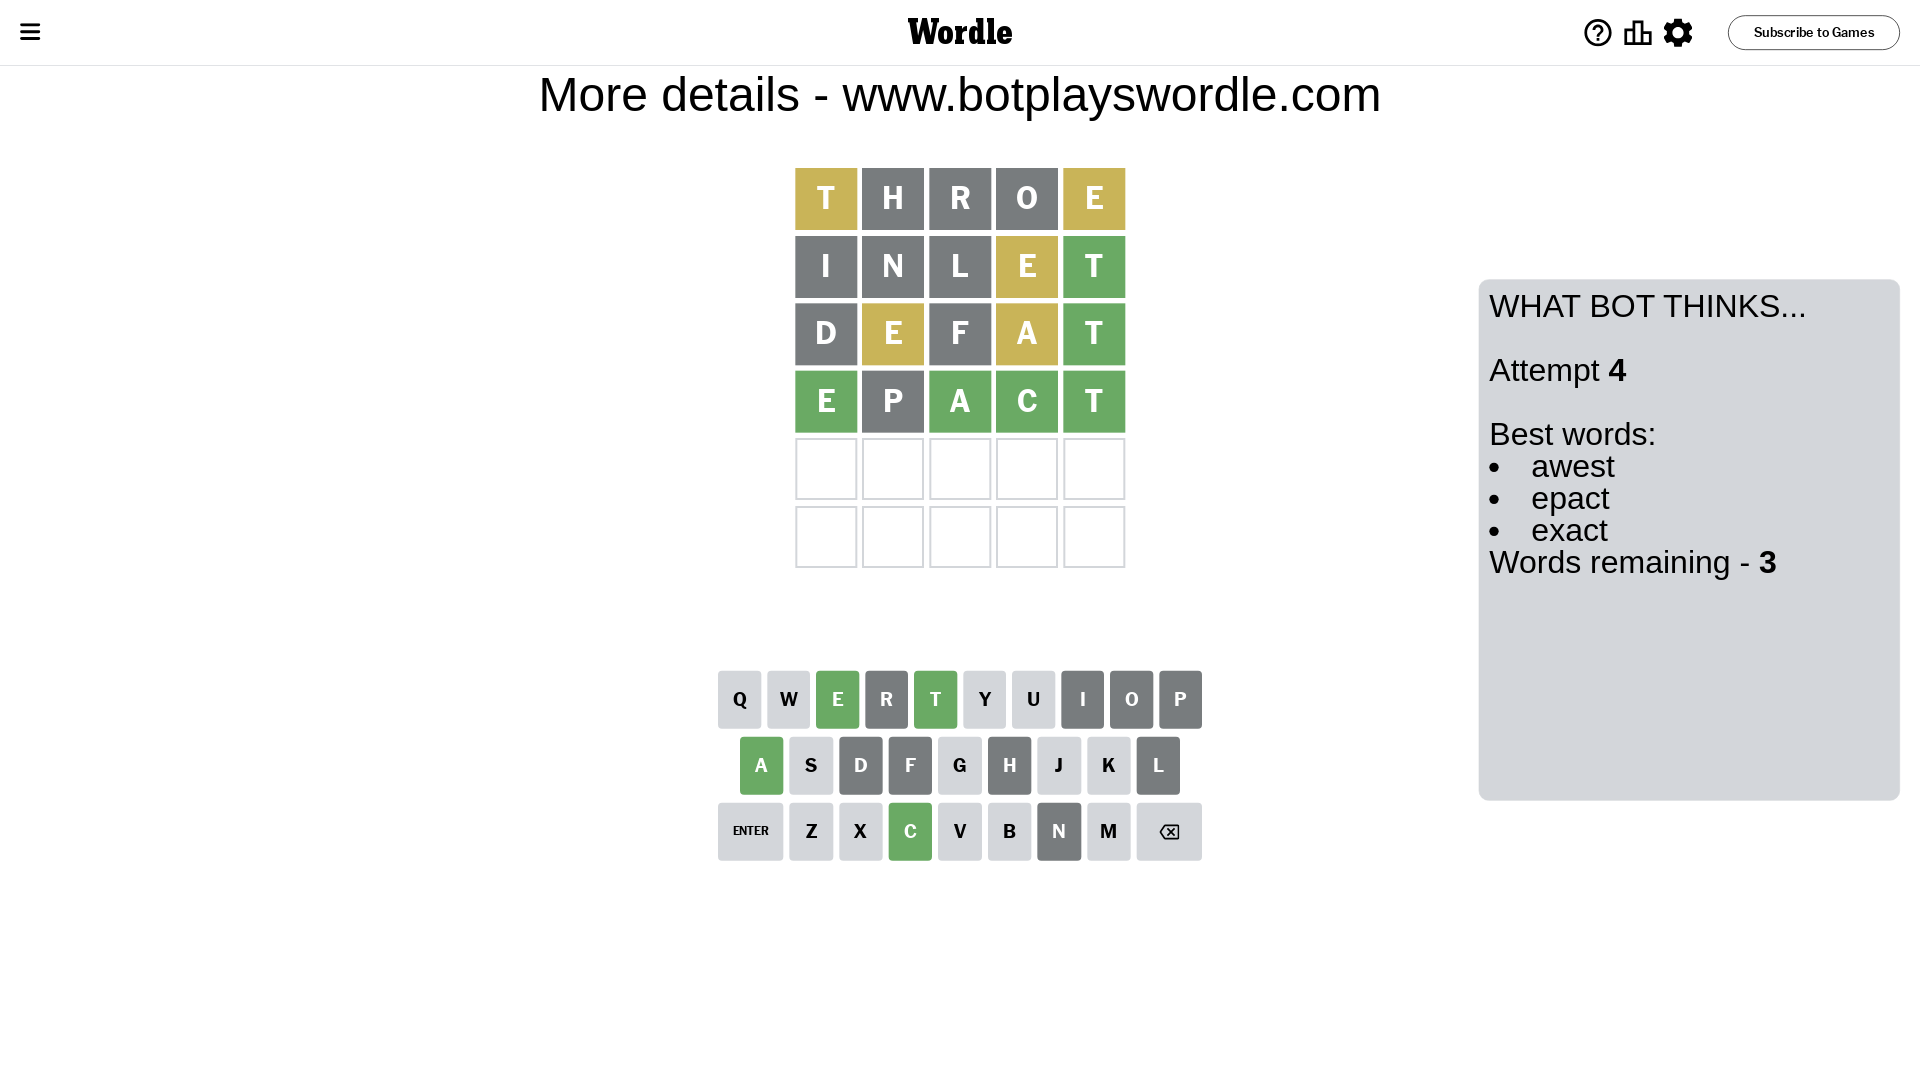 Wordle
Subscribe to Games
More details - www.botplayswordle.com
T H R O E
I N L E T
D E F A T
E P A C T
WHAT BOT THINKS...
Attempt 4
Best words:
• awest
• epact
• exact
Words remaining - 3
Q W E R T Y U I O P
A S D F G H J K L
ENTER Z X C V B N M